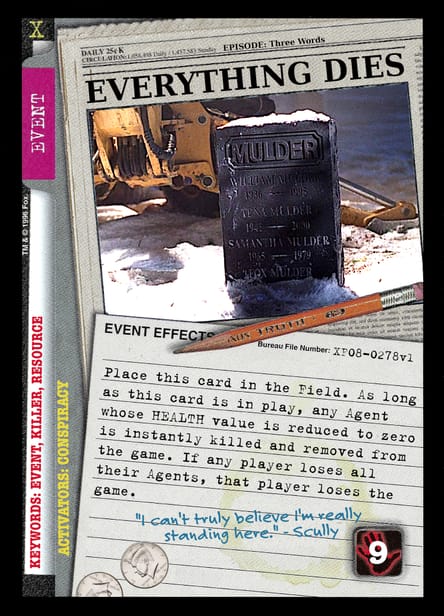 X
EVENT
TM & © 1996 Fox.
KEYWORDS: EVENT, KILLER, RESOURCE
ACTIVATORS: CONSPIRACY
DAILY 25¢
EPISODE: Three Words
EVERYTHING DIES
MULDER
TENA MULDER
SAMANTHA MULDER
1965 1979
FOX MULDER
EVENT EFFECTS
Bureau File Number: XF08-0278v1
Place this card in the Field. As long
as this card is in play, any Agent
whose HEALTH value is reduced to zero
is instantly killed and removed from
the game. If any player loses all
their Agents, that player loses the
game.
"I can't truly believe I'm really
standing here." - Scully
9